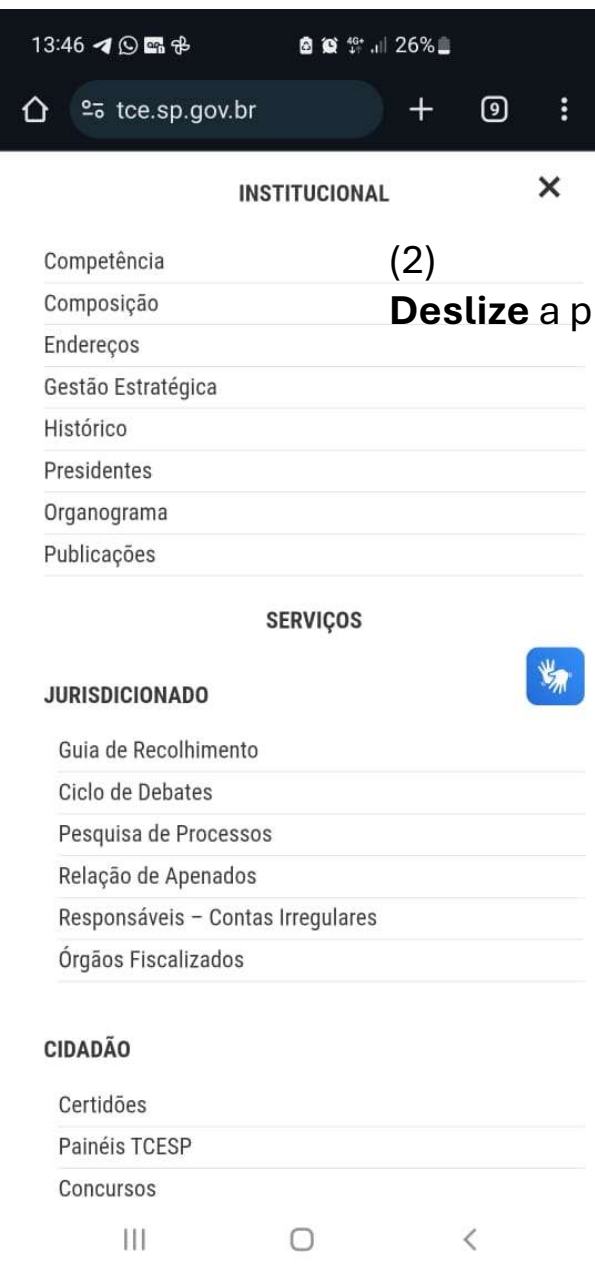 13:46 4G+ 26%
tce.sp.gov.br 9
INSTITUCIONAL
Competência
(2)
Composição
Deslize a p
Endereços
Gestão Estratégica
Histórico
Presidentes
Organograma
Publicações
SERVIÇOS
JURISDICIONADO
Guia de Recolhimento
Ciclo de Debates
Pesquisa de Processos
Relação de Apenados
Responsáveis – Contas Irregulares
Órgãos Fiscalizados
CIDADÃO
Certidões
Painéis TCESP
Concursos